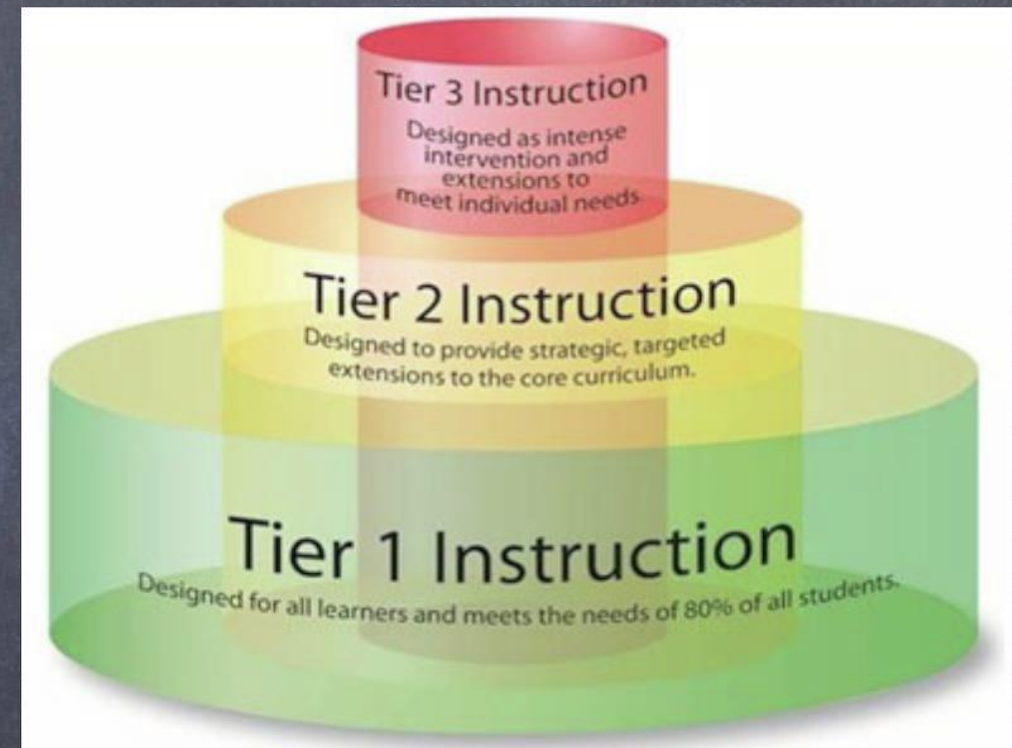 Tier 3 Instruction
Designed as intense
intervention and
extensions to
meet individual needs.
Tier 2 Instruction
Designed to provide strategic, targeted
extensions to the core curriculum.
Tier 1 Instruction
Designed for all learners and meets the needs of 80% of all students.